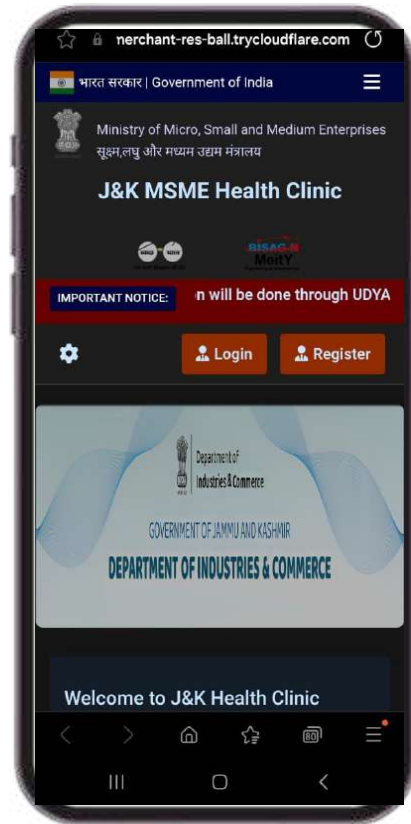 nerchant-res-ball.trycloudflare.com
भारत सरकार | Government of India
Ministry of Micro, Small and Medium Enterprises
सूक्ष्म,लघु और मध्यम उद्यम मंत्रालय
J&K MSME Health Clinic
BISAG-N
MeitY
IMPORTANT NOTICE:
n will be done through UDYA
Login
Register
Department of
Industries & Commerce
GOVERNMENT OF JAMMU AND KASHMIR
DEPARTMENT OF INDUSTRIES & COMMERCE
Welcome to J&K Health Clinic
80